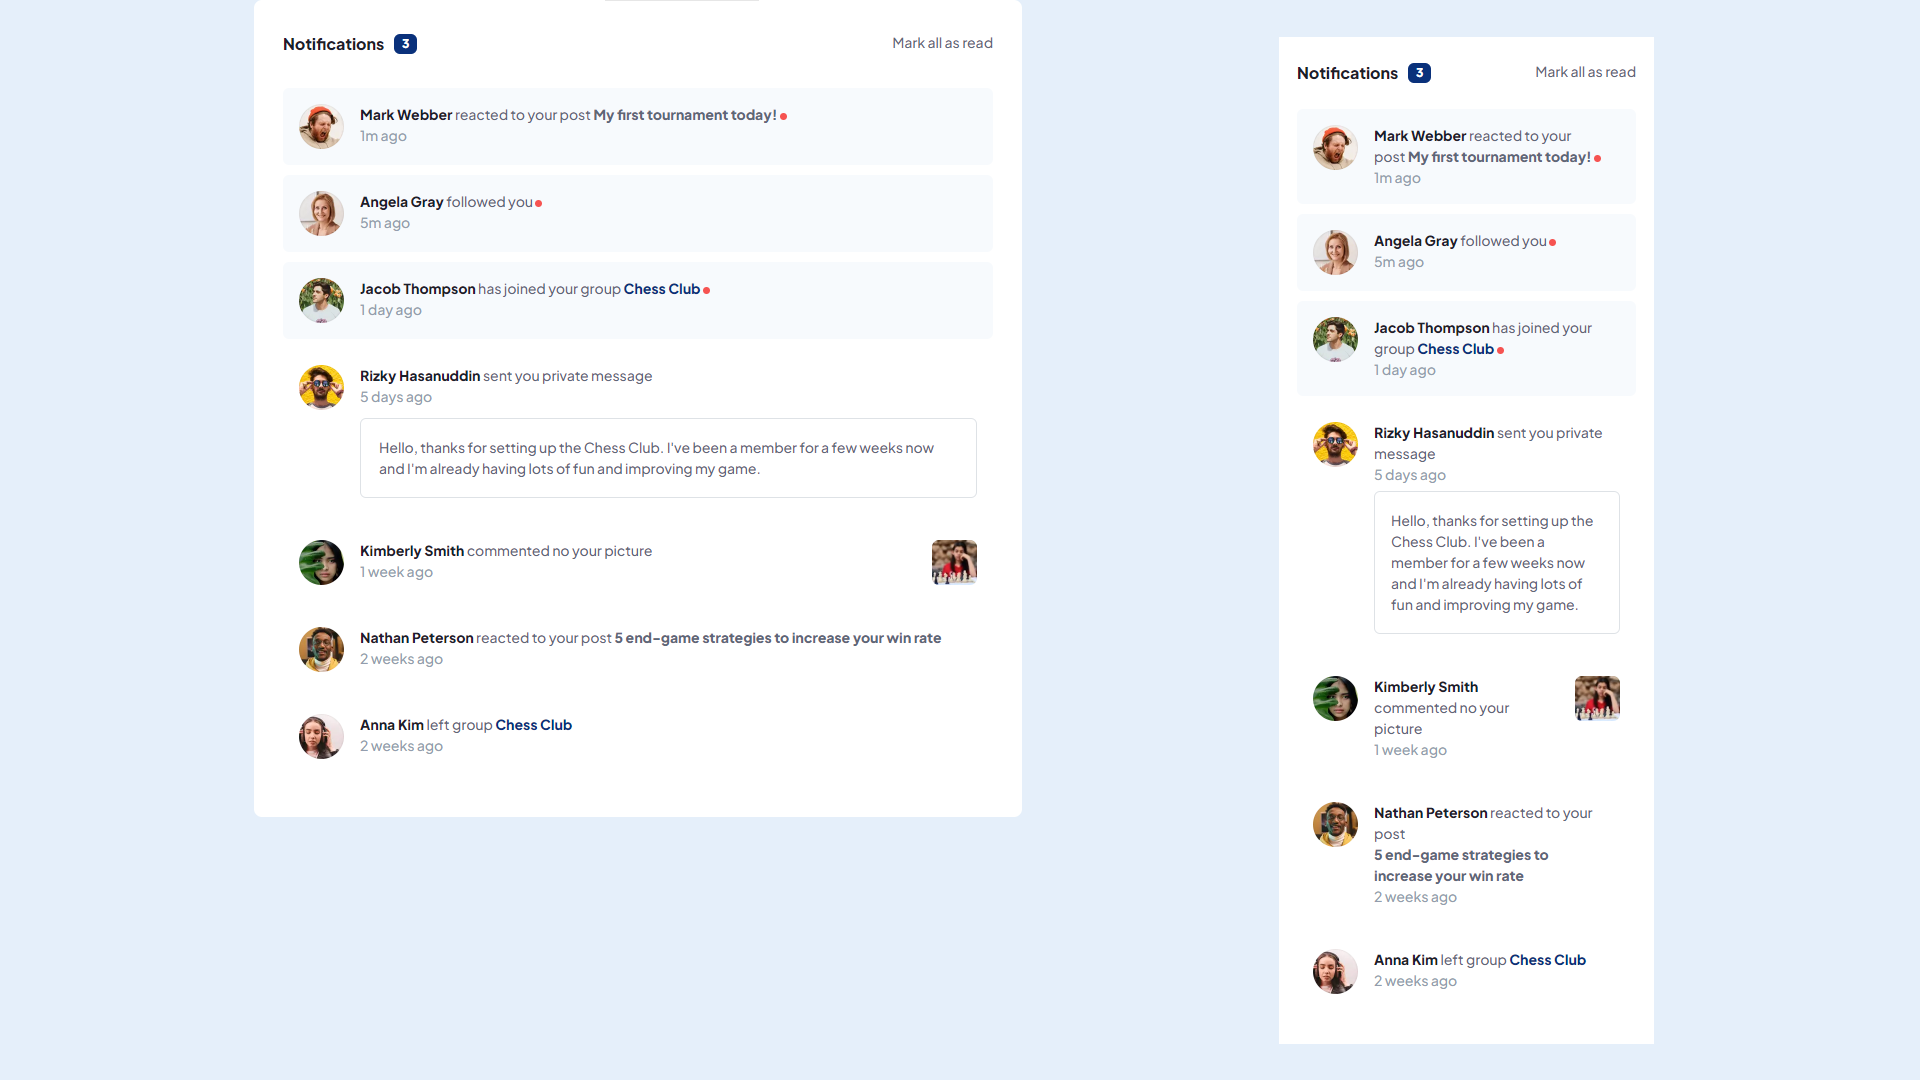 Notifications 3 Mark all as read
Mark Webber reacted to your post My first tournament today!
1m ago
Angela Gray followed you
5m ago
Jacob Thompson has joined your group Chess Club
1 day ago
Rizky Hasanuddin sent you private message
5 days ago
Hello, thanks for setting up the Chess Club. I've been a member for a few weeks now
and I'm already having lots of fun and improving my game.
Kimberly Smith commented no your picture
1 week ago
Nathan Peterson reacted to your post 5 end-game strategies to increase your win rate
2 weeks ago
Anna Kim left group Chess Club
2 weeks ago
Notifications 3 Mark all as read
Mark Webber reacted to your
post My first tournament today!
1m ago
Angela Gray followed you
5m ago
Jacob Thompson has joined your
group Chess Club
1 day ago
Rizky Hasanuddin sent you private
message
5 days ago
Hello, thanks for setting up the
Chess Club. I've been a
member for a few weeks now
and I'm already having lots of
fun and improving my game.
Kimberly Smith
commented no your
picture
1 week ago
Nathan Peterson reacted to your
post
5 end-game strategies to
increase your win rate
2 weeks ago
Anna Kim left group Chess Club
2 weeks ago